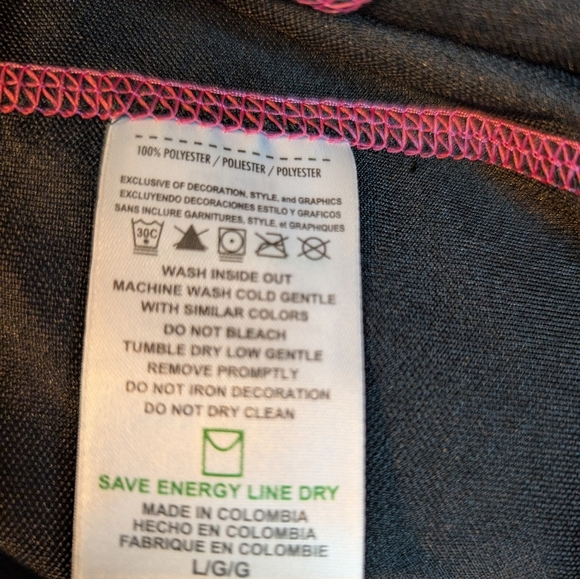 100% POLYESTER / POLIESTER / POLYESTER
EXCLUSIVE OF DECORATION, STYLE, and GRAPHICS
EXCLUYENDO DECORACIONES ESTILO Y GRAFICOS
SANS INCLURE GARNITURES, STYLE, et GRAPHIQUES
30C
WASH INSIDE OUT
MACHINE WASH COLD GENTLE
WITH SIMILAR COLORS
DO NOT BLEACH
TUMBLE DRY LOW GENTLE
REMOVE PROMPTLY
DO NOT IRON DECORATION
DO NOT DRY CLEAN
SAVE ENERGY LINE DRY
MADE IN COLOMBIA
HECHO EN COLOMBIA
FABRIQUE EN COLOMBIE
L/G/G